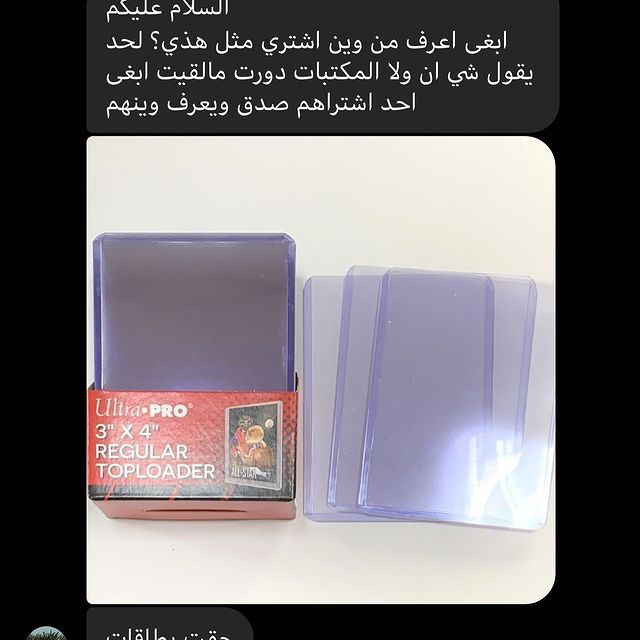 السلام عليكم
ابغى اعرف من وين اشتري مثل هذي؟ لحد
يقول شي ان ولا المكتبات دورت مالقيت ابغى
احد اشتراهم صدق ويعرف وينهم
Ultra•PRO®
3" X 4"
REGULAR
TOPLOADER
ALL-STAR
حقت بطاقات